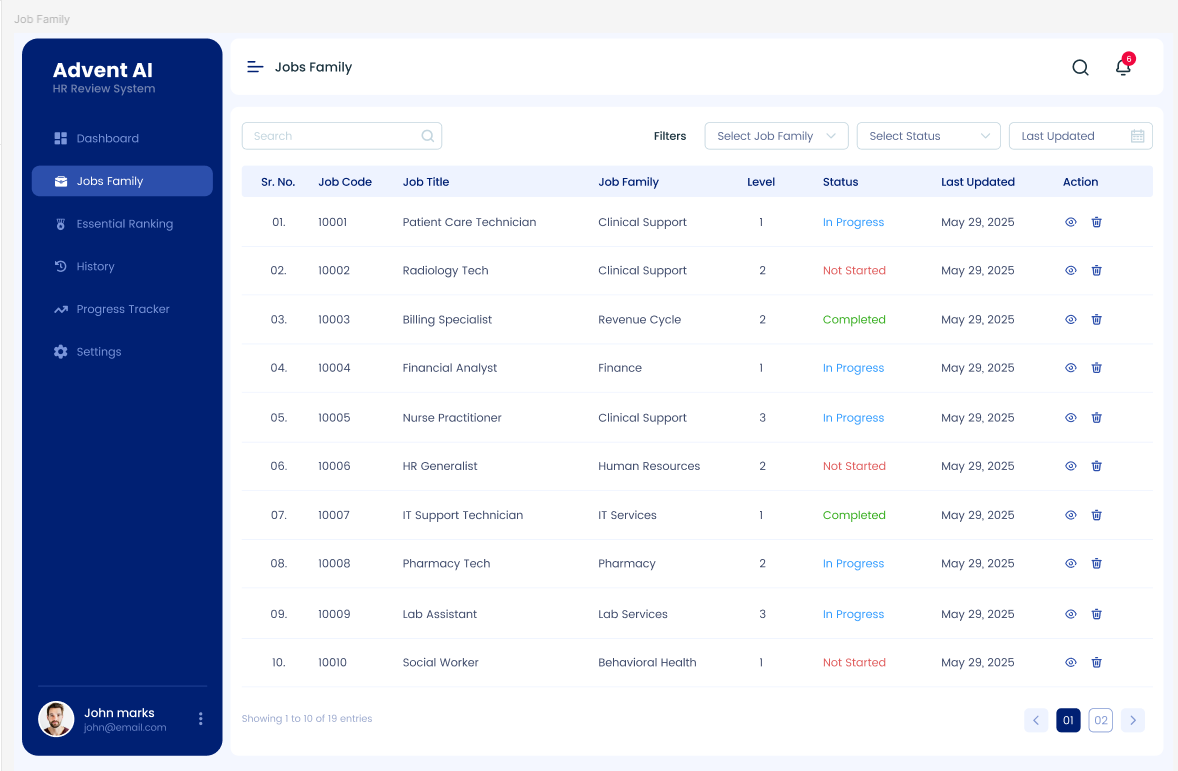 Job Family
Advent AI
HR Review System
Dashboard
Jobs Family
Essential Ranking
History
Progress Tracker
Settings
John marks
john@email.com
Jobs Family
6
Search
Filters
Select Job Family
Select Status
Last Updated
Sr. No. Job Code Job Title Job Family Level Status Last Updated Action
01. 10001 Patient Care Technician Clinical Support 1 In Progress May 29, 2025
02. 10002 Radiology Tech Clinical Support 2 Not Started May 29, 2025
03. 10003 Billing Specialist Revenue Cycle 2 Completed May 29, 2025
04. 10004 Financial Analyst Finance 1 In Progress May 29, 2025
05. 10005 Nurse Practitioner Clinical Support 3 In Progress May 29, 2025
06. 10006 HR Generalist Human Resources 2 Not Started May 29, 2025
07. 10007 IT Support Technician IT Services 1 Completed May 29, 2025
08. 10008 Pharmacy Tech Pharmacy 2 In Progress May 29, 2025
09. 10009 Lab Assistant Lab Services 3 In Progress May 29, 2025
10. 10010 Social Worker Behavioral Health 1 Not Started May 29, 2025
Showing 1 to 10 of 19 entries
01 02